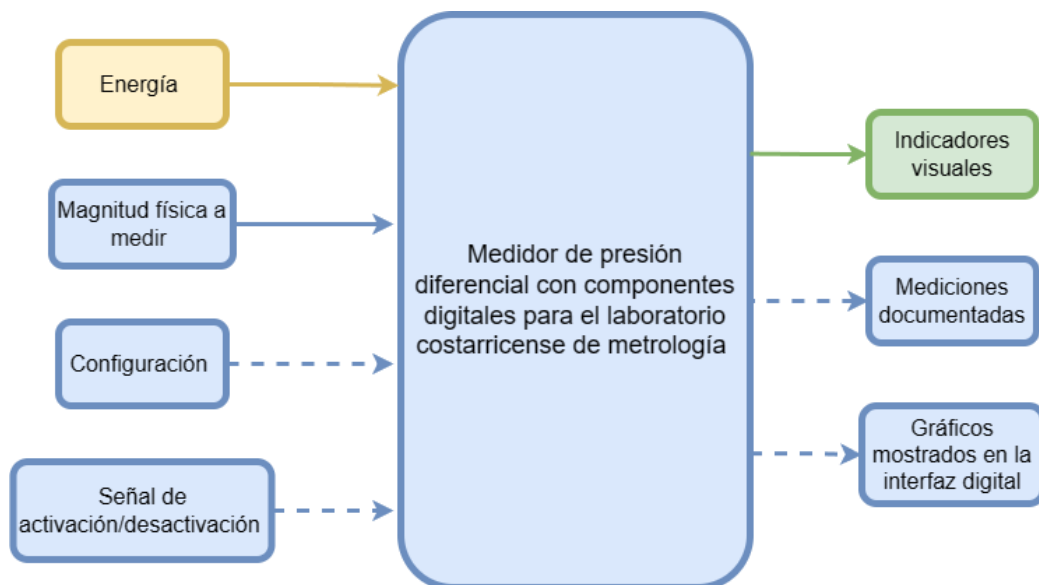 Energía
Magnitud física a
medir
Configuración
Señal de
activación/desactivación
Medidor de presión
diferencial con componentes
digitales para el laboratorio
costarricense de metrología
Indicadores
visuales
Mediciones
documentadas
Gráficos
mostrados en la
interfaz digital